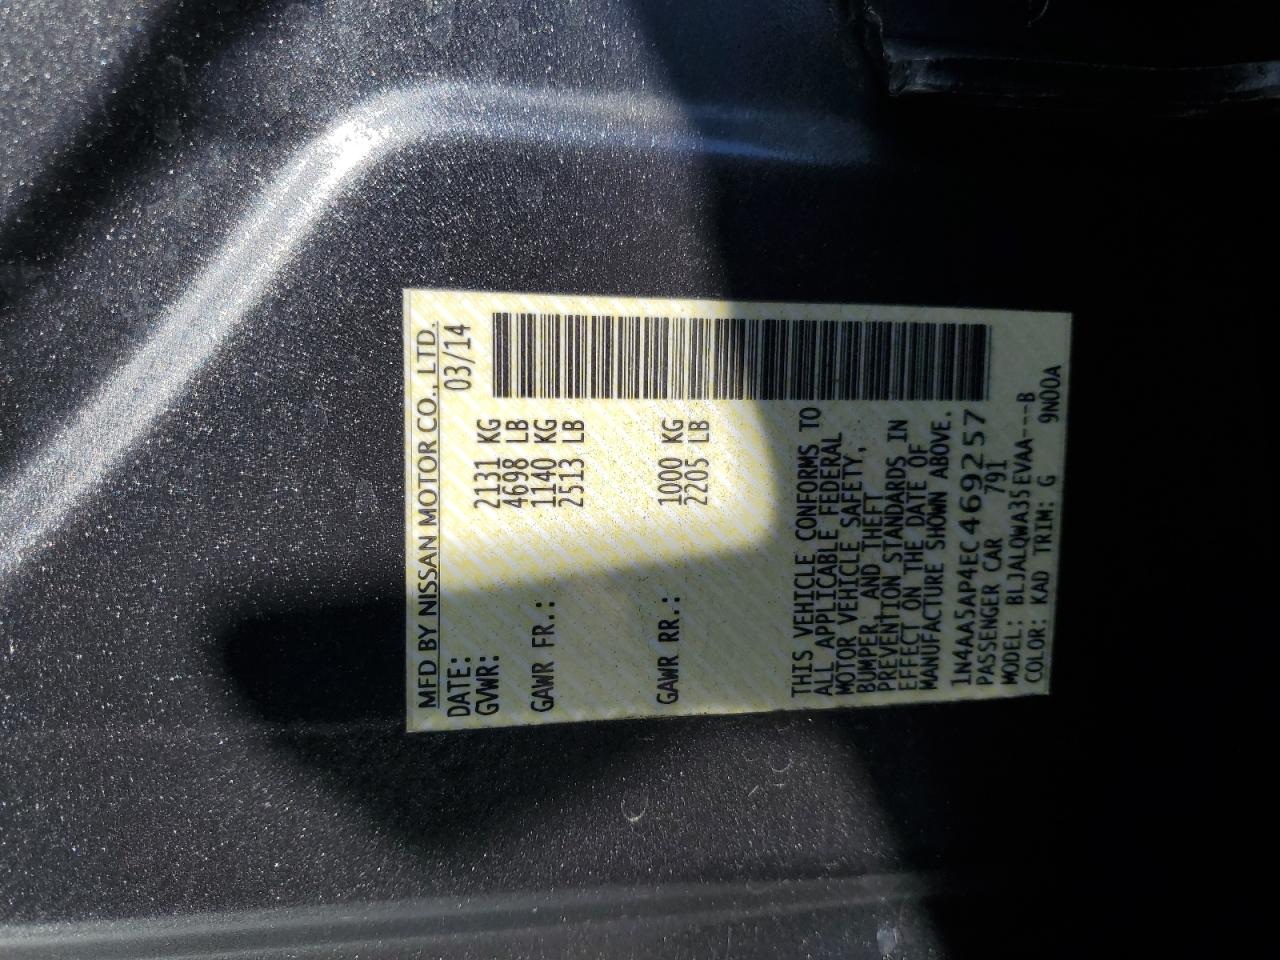 MFD BY NISSAN MOTOR CO., LTD.
DATE: 03/14
GVWR: 2131 KG
4698 LB
GAWR FR.: 1140 KG
2513 LB
GAWR RR.: 1000 KG
2205 LB
THIS VEHICLE CONFORMS TO
ALL APPLICABLE FEDERAL
MOTOR VEHICLE SAFETY,
BUMPER, AND THEFT
PREVENTION STANDARDS IN
EFFECT ON THE DATE OF
MANUFACTURE SHOWN ABOVE.
1N4AA5AP4EC469257
PASSENGER CAR 791
MODEL: BLJALQWA35EVAA---B
COLOR: KAD TRIM: G 9N00A